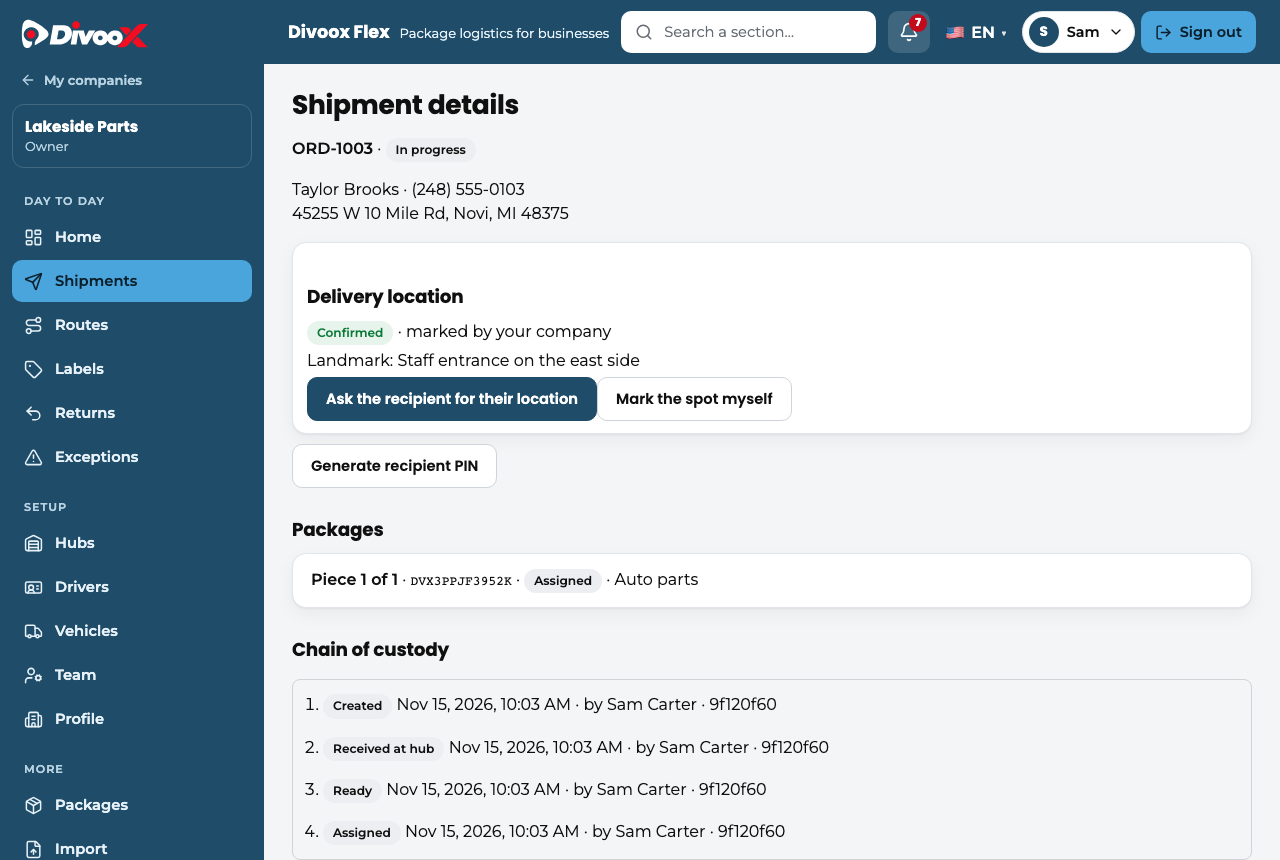 DivooX
Divoox Flex Package logistics for businesses
Search a section...
7
EN
S Sam
Sign out
My companies
Lakeside Parts
Owner
DAY TO DAY
Home
Shipments
Routes
Labels
Returns
Exceptions
SETUP
Hubs
Drivers
Vehicles
Team
Profile
MORE
Packages
Import
Shipment details
ORD-1003 · In progress
Taylor Brooks · (248) 555-0103
45255 W 10 Mile Rd, Novi, MI 48375
Delivery location
Confirmed · marked by your company
Landmark: Staff entrance on the east side
Ask the recipient for their location Mark the spot myself
Generate recipient PIN
Packages
Piece 1 of 1 · DVX3PPJF3952K · Assigned · Auto parts
Chain of custody
1. Created Nov 15, 2026, 10:03 AM · by Sam Carter · 9f120f60
2. Received at hub Nov 15, 2026, 10:03 AM · by Sam Carter · 9f120f60
3. Ready Nov 15, 2026, 10:03 AM · by Sam Carter · 9f120f60
4. Assigned Nov 15, 2026, 10:03 AM · by Sam Carter · 9f120f60